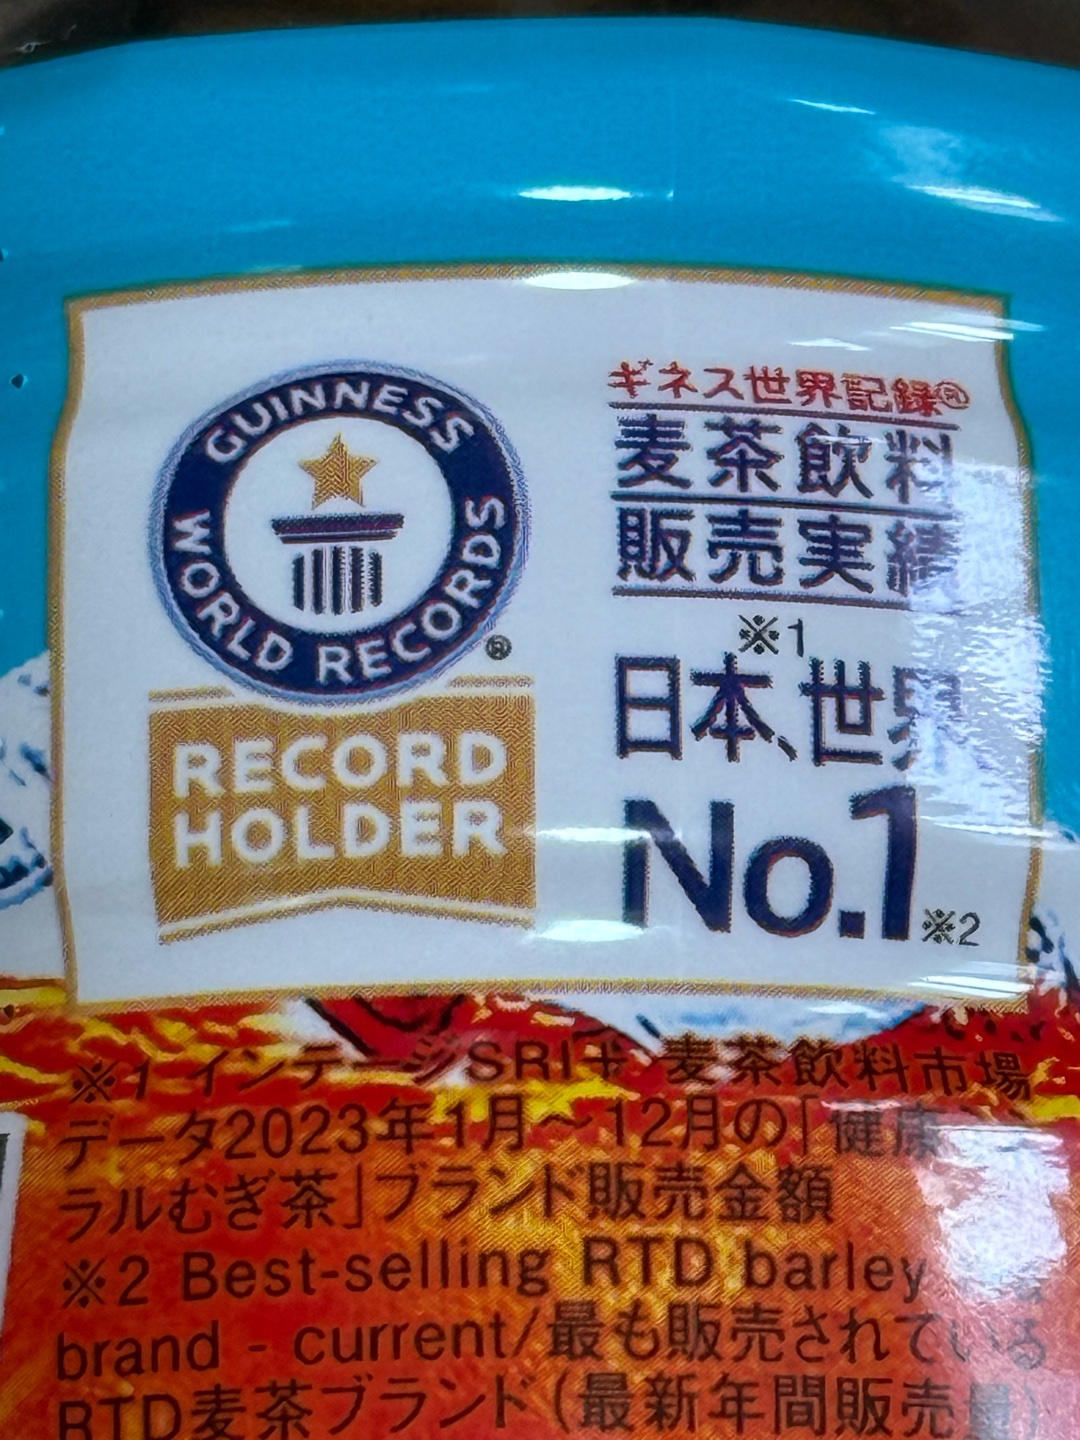 GUINNESS
WORLD RECORDS
®
RECORD
HOLDER
ギネス世界記録®
麦茶飲料
販売実績
※1
日本、世界
No.1※2
※1 インテージSRI+ 麦茶飲料市場
データ2023年1月～12月の「健康
ラルむぎ茶」ブランド販売金額
※2 Best-selling RTD barley
brand - current/最も販売されている
RTD麦茶ブランド(最新年間販売量)